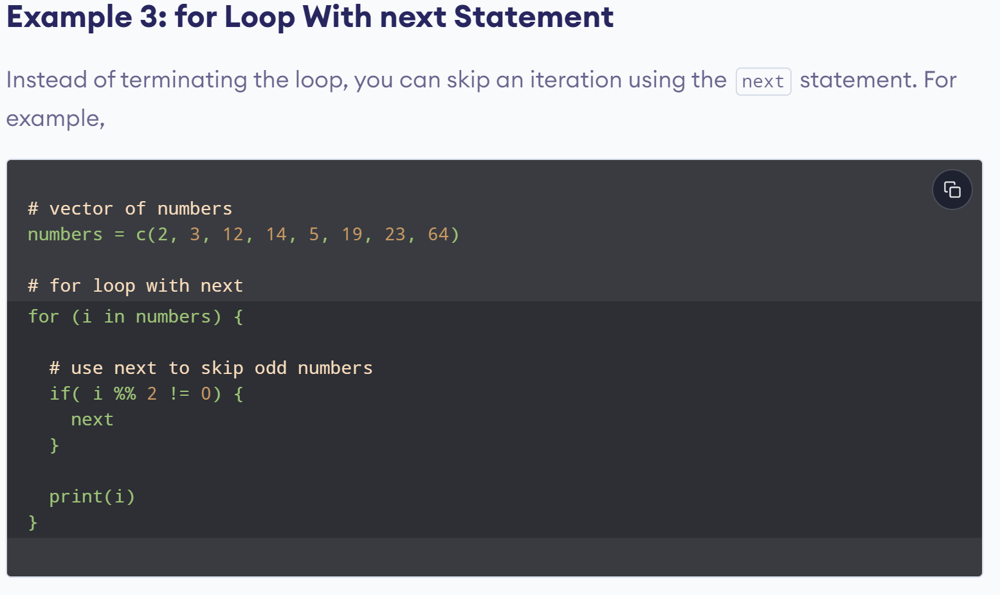 Example 3: for Loop With next Statement
Instead of terminating the loop, you can skip an iteration using the next statement. For
example,
# vector of numbers
numbers = c(2, 3, 12, 14, 5, 19, 23, 64)
# for loop with next
for (i in numbers) {
# use next to skip odd numbers
if( i %% 2 != 0) {
next
}
print(i)
}